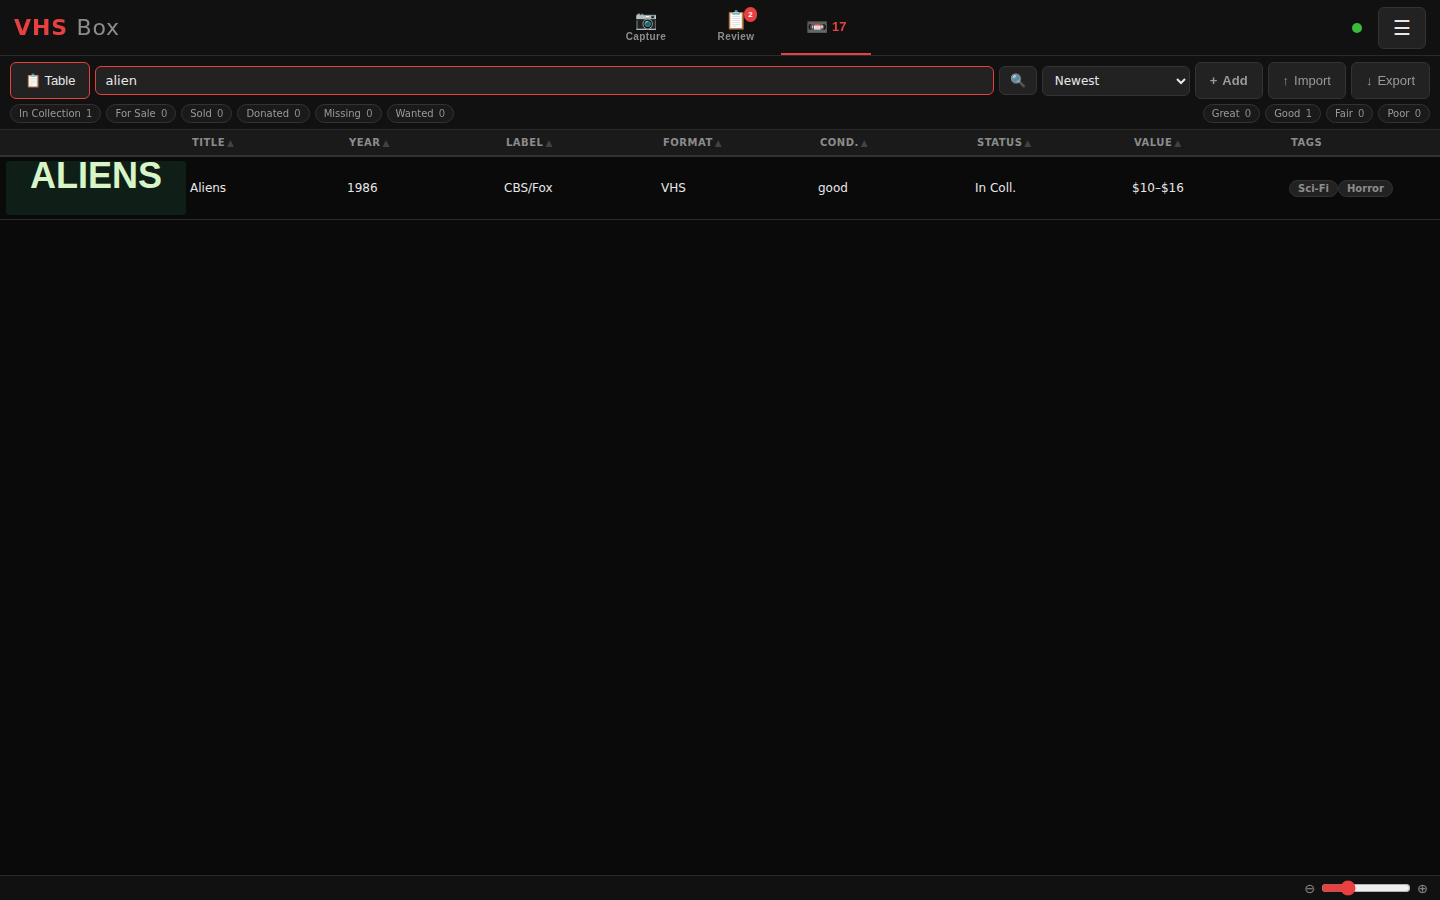 VHS Box
Capture
2
Review
17
Table
alien
Newest
+ Add
↑ Import
↓ Export
In Collection 1
For Sale 0
Sold 0
Donated 0
Missing 0
Wanted 0
Great 0
Good 1
Fair 0
Poor 0
TITLE▲ YEAR▲ LABEL▲ FORMAT▲ COND.▲ STATUS▲ VALUE▲ TAGS
ALIENS
Aliens 1986 CBS/Fox VHS good In Coll. $10–$16 Sci-Fi Horror